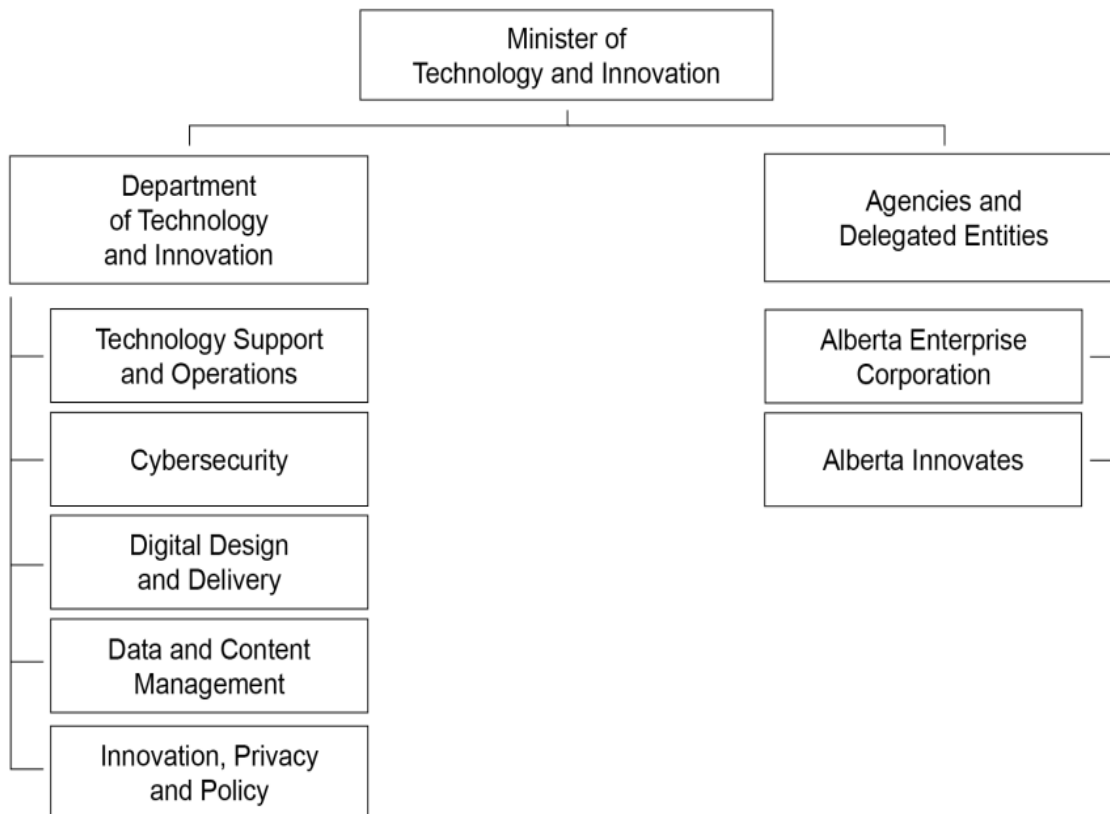 Minister of
Technology and Innovation
Department
of Technology
and Innovation
Technology Support
and Operations
Cybersecurity
Digital Design
and Delivery
Data and Content
Management
Innovation, Privacy
and Policy
Agencies and
Delegated Entities
Alberta Enterprise
Corporation
Alberta Innovates